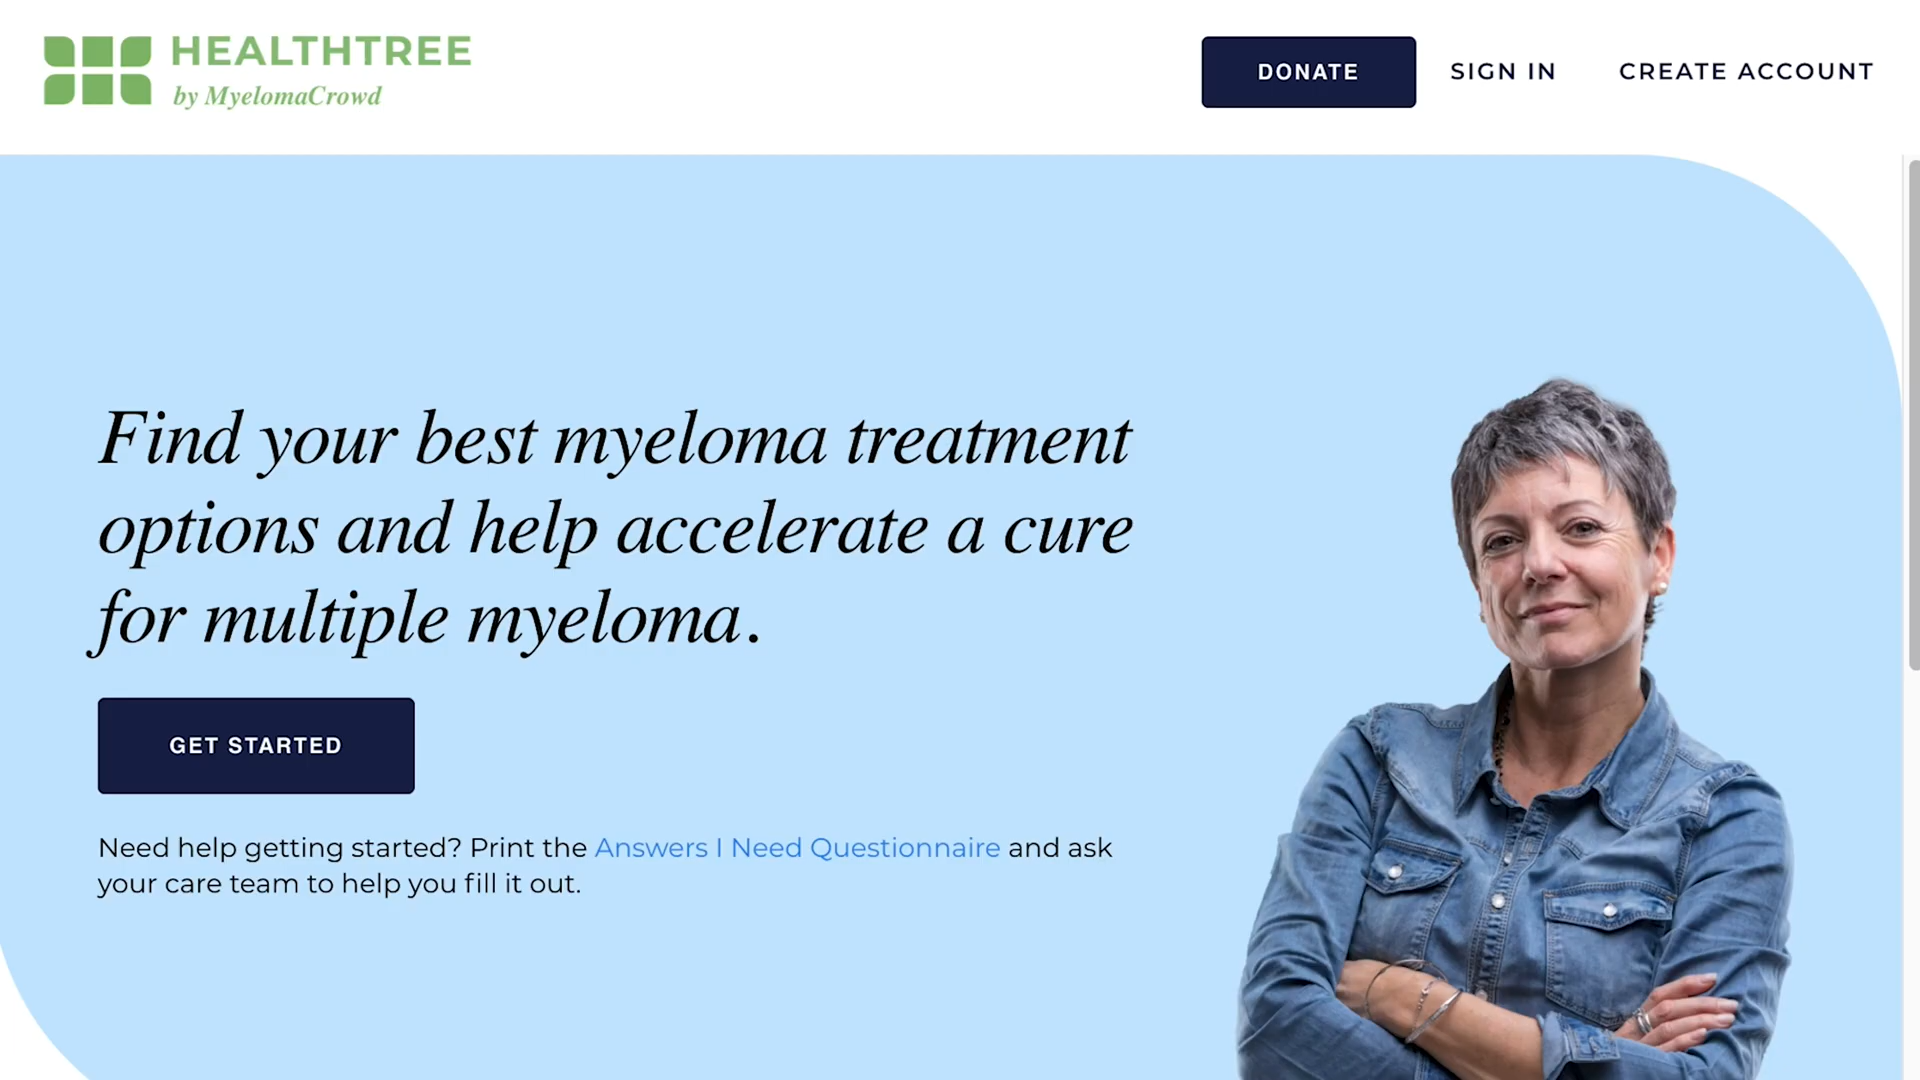 HEALTHTREE
by MyelomaCrowd
DONATE
SIGN IN
CREATE ACCOUNT
Find your best myeloma treatment
options and help accelerate a cure
for multiple myeloma.
GET STARTED
Need help getting started? Print the Answers I Need Questionnaire and ask
your care team to help you fill it out.